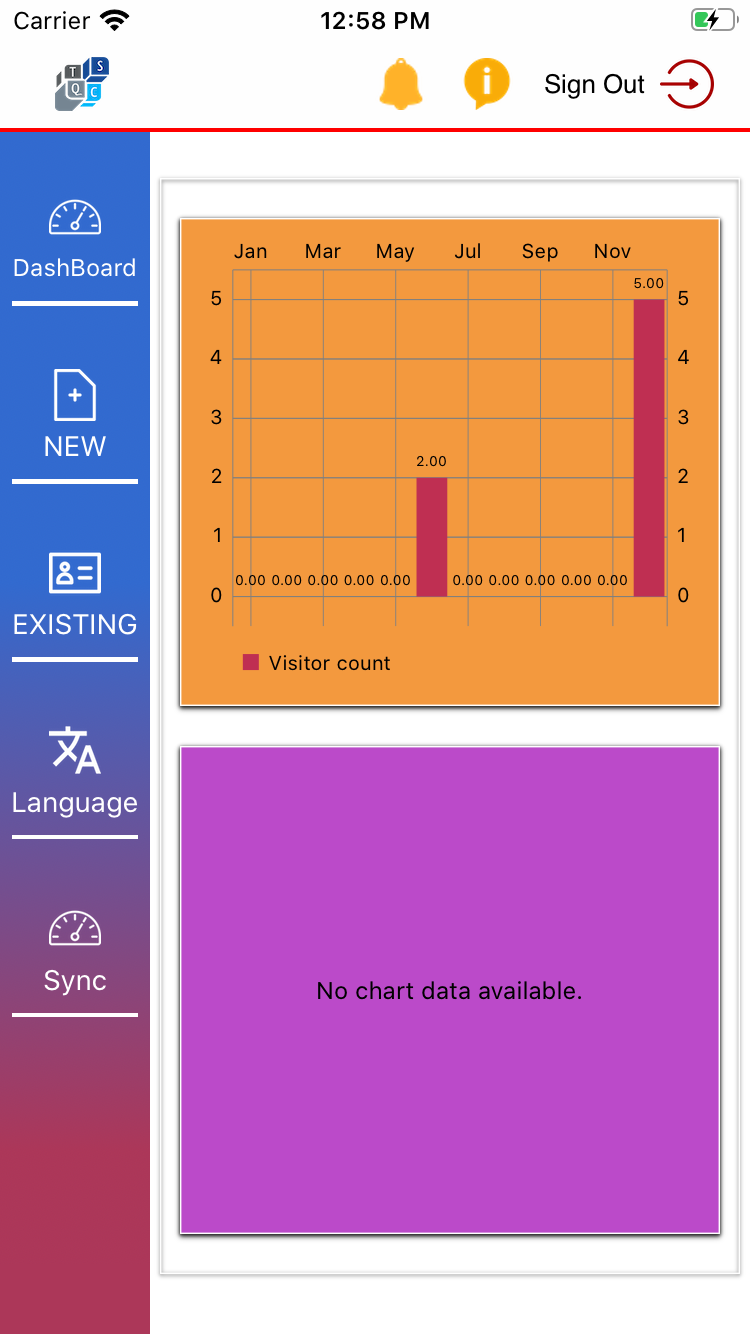 Carrier 12:58 PM
T S
Q C
Sign Out
DashBoard
NEW
EXISTING
Language
Sync
Jan Mar May Jul Sep Nov
5.00
5 5
4 4
3 3
2.00
2 2
1 1
0.00 0.00 0.00 0.00 0.00 0.00 0.00 0.00 0.00 0.00
0 0
Visitor count
No chart data available.